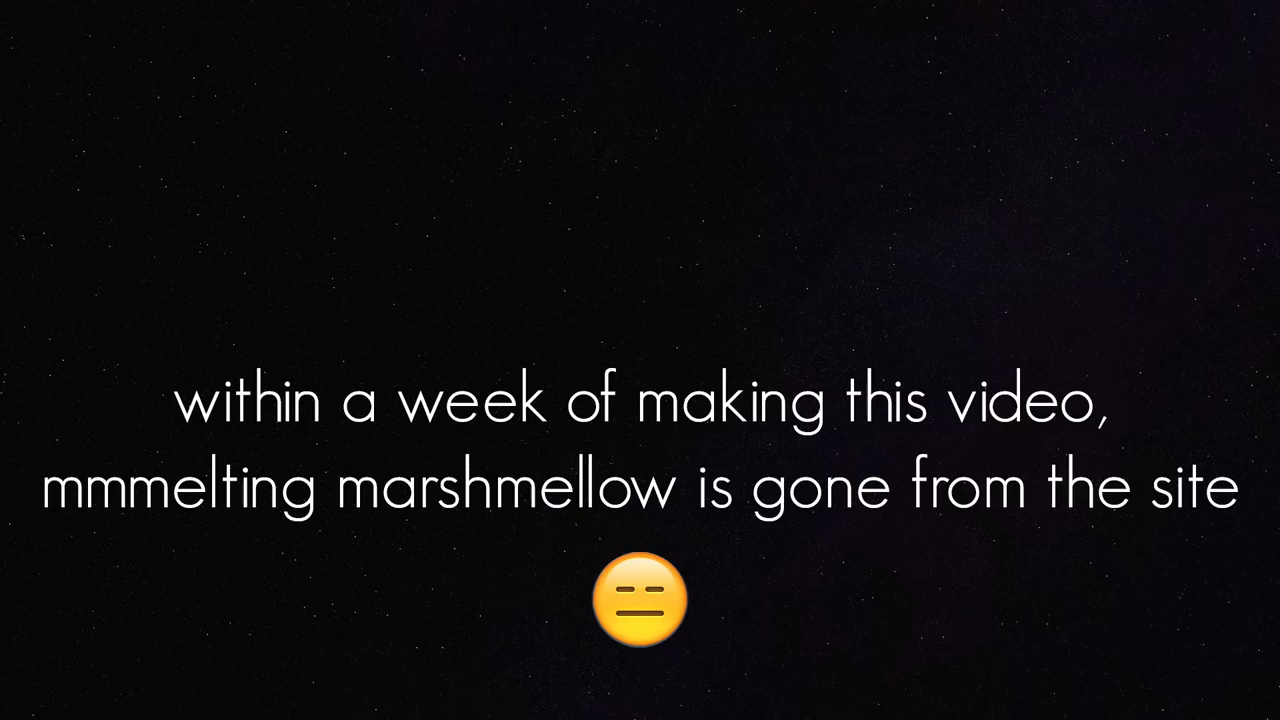 within a week of making this video,
mmmelting marshmellow is gone from the site